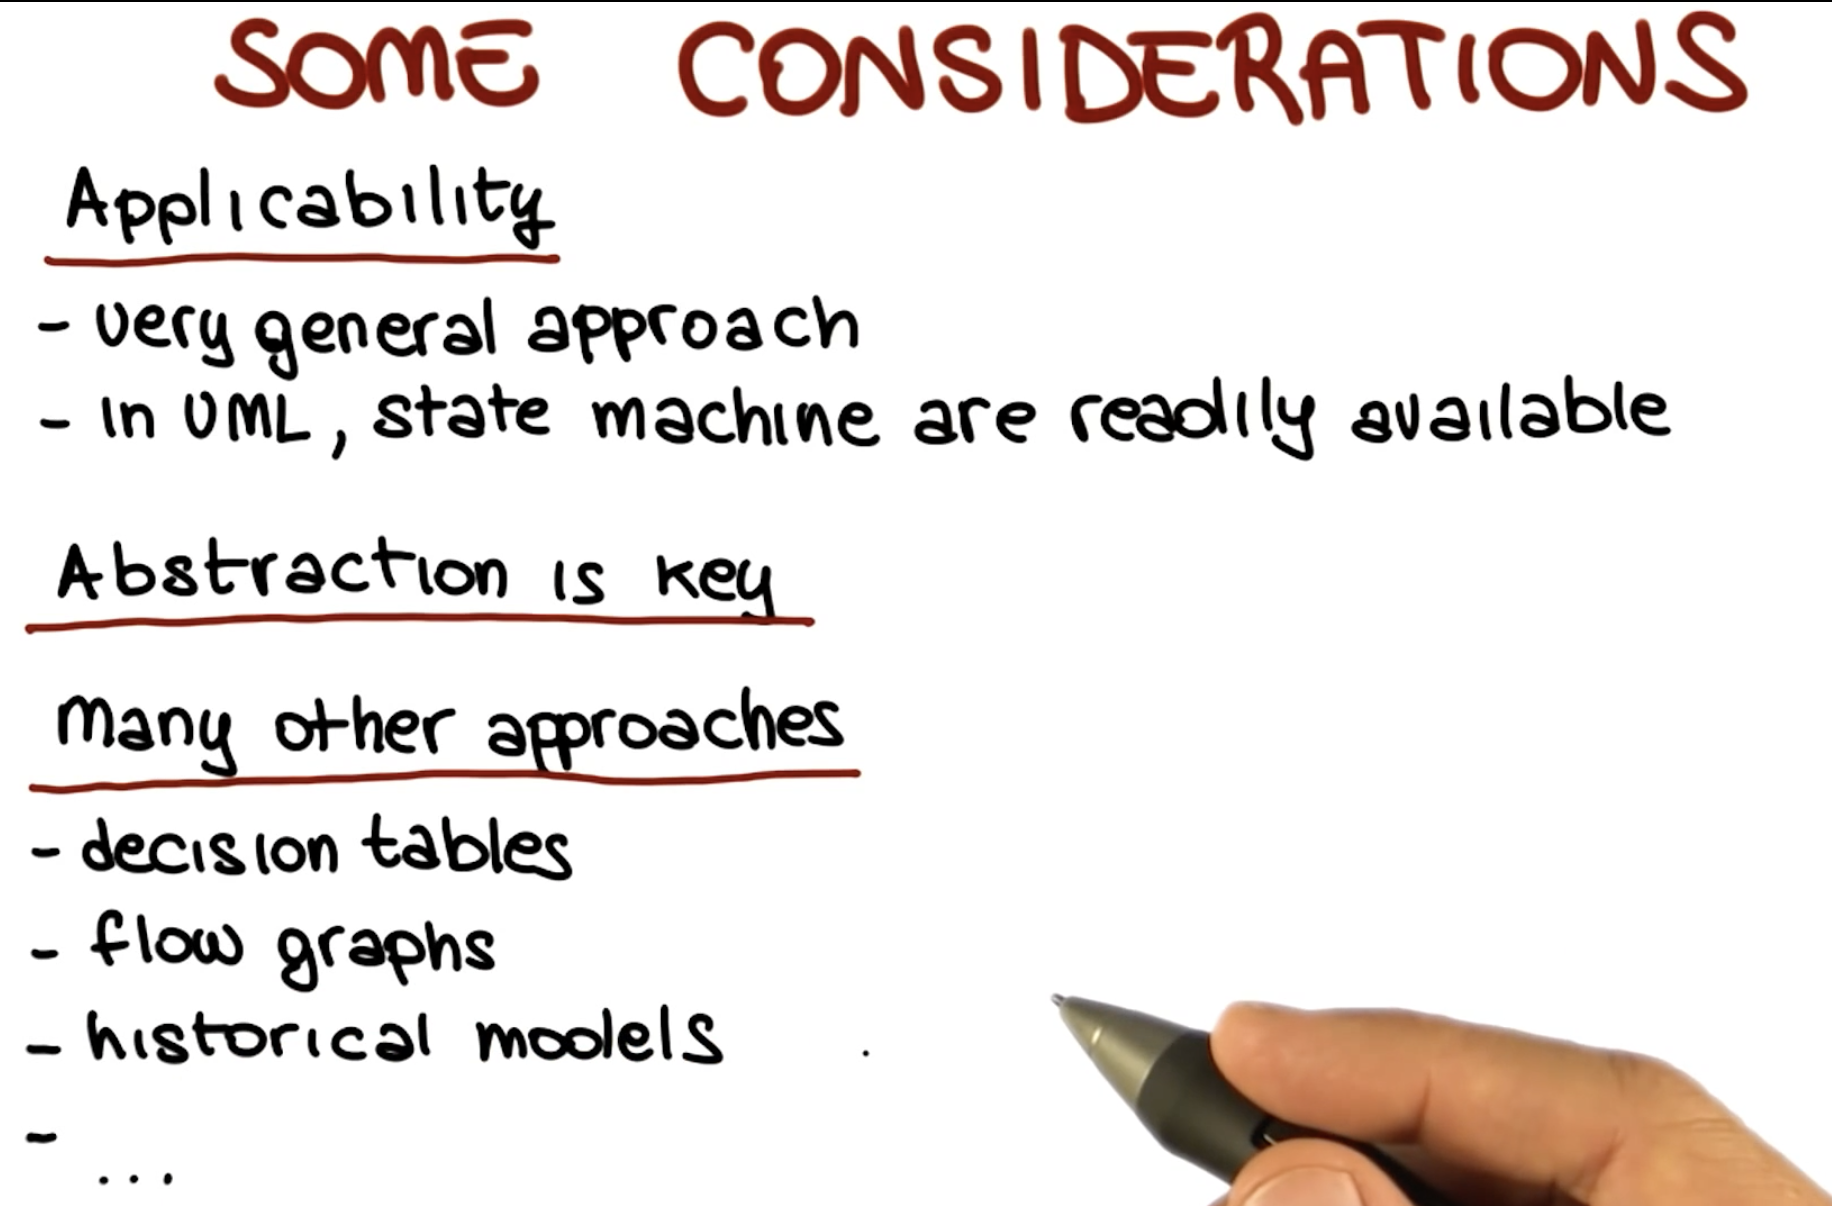 SOME CONSIDERATIONS
Applicability
- very general approach
- In UML, state machine are readily available
Abstraction is key
Many other approaches
- decision tables
- flow graphs
- historical models
- ...